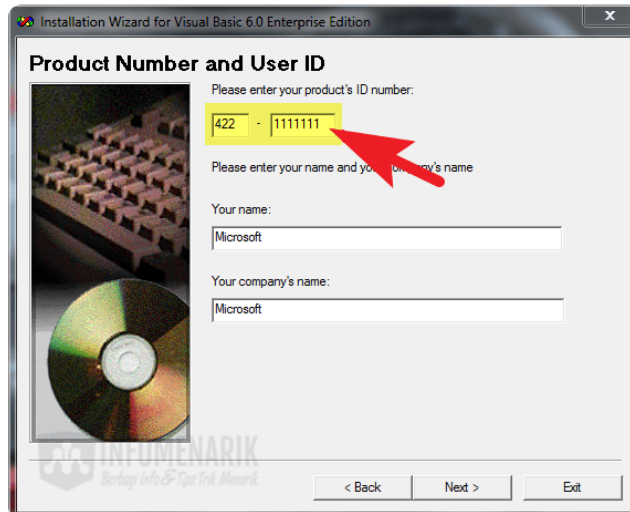 Installation Wizard for Visual Basic 6.0 Enterprise Edition
x
Product Number and User ID
Please enter your product's ID number:
422 - 1111111
Please enter your name and your company's name
Your name:
Microsoft
Your company's name:
Microsoft
INFOMENARIK
Berbagi Info & Tips Trik Menarik
< Back Next > Exit